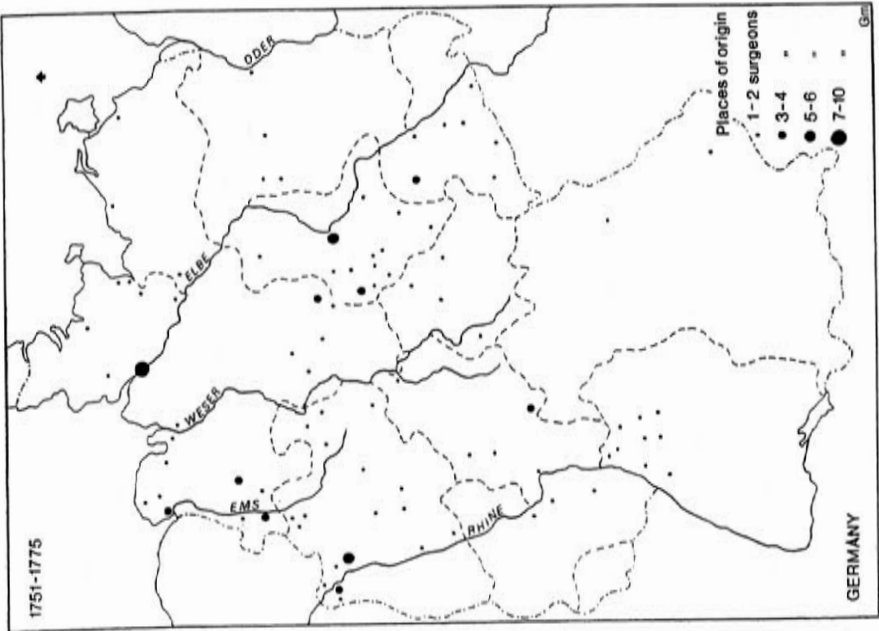 1751-1775
ODER
ELBE
WESER
EMS
RHINE
Places of origin
1-2 surgeons
3-4 „
5-6 „
7-10 „
GERMANY
Gm